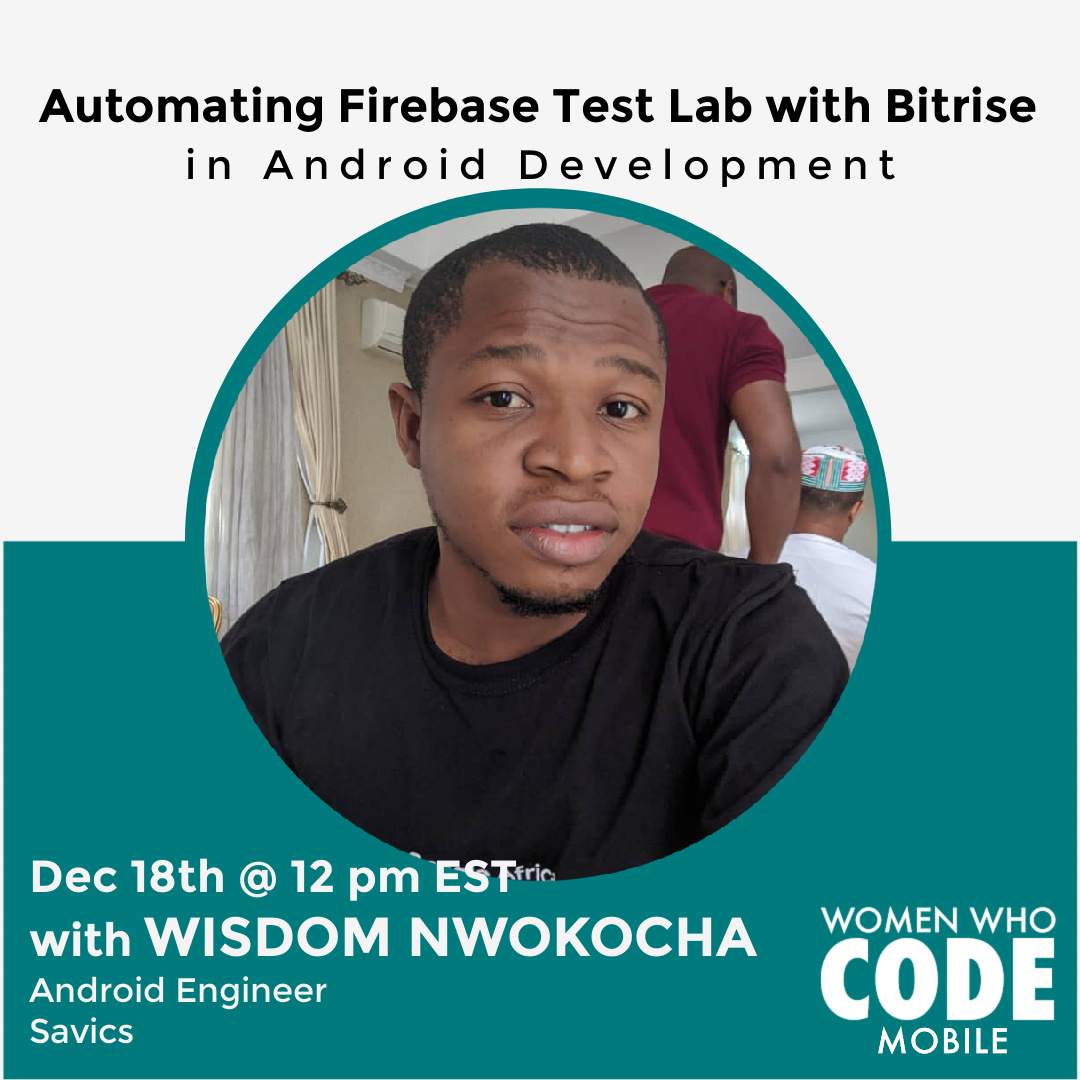 Automating Firebase Test Lab with Bitrise
in Android Development
Dec 18th @ 12 pm EST
with WISDOM NWOKOCHA
Android Engineer
Savics
WOMEN WHO
CODE
MOBILE